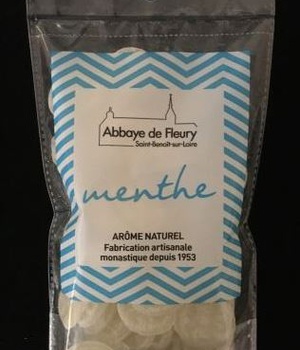 Abbaye de Fleury
Saint-Benoît-sur-Loire
menthe
ARÔME NATUREL
Fabrication artisanale
monastique depuis 1953